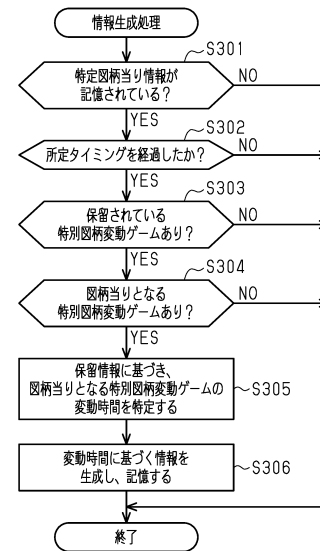 情報生成処理
S301
特定図柄当り情報が
記憶されている？
NO
YES
S302
所定タイミングを経過したか？
NO
YES
S303
保留されている
特別図柄変動ゲームあり？
NO
YES
S304
図柄当りとなる
特別図柄変動ゲームあり？
NO
YES
保留情報に基づき、
図柄当りとなる特別図柄変動ゲームの
変動時間を特定する
S305
変動時間に基づく情報を
生成し、記憶する
S306
終了